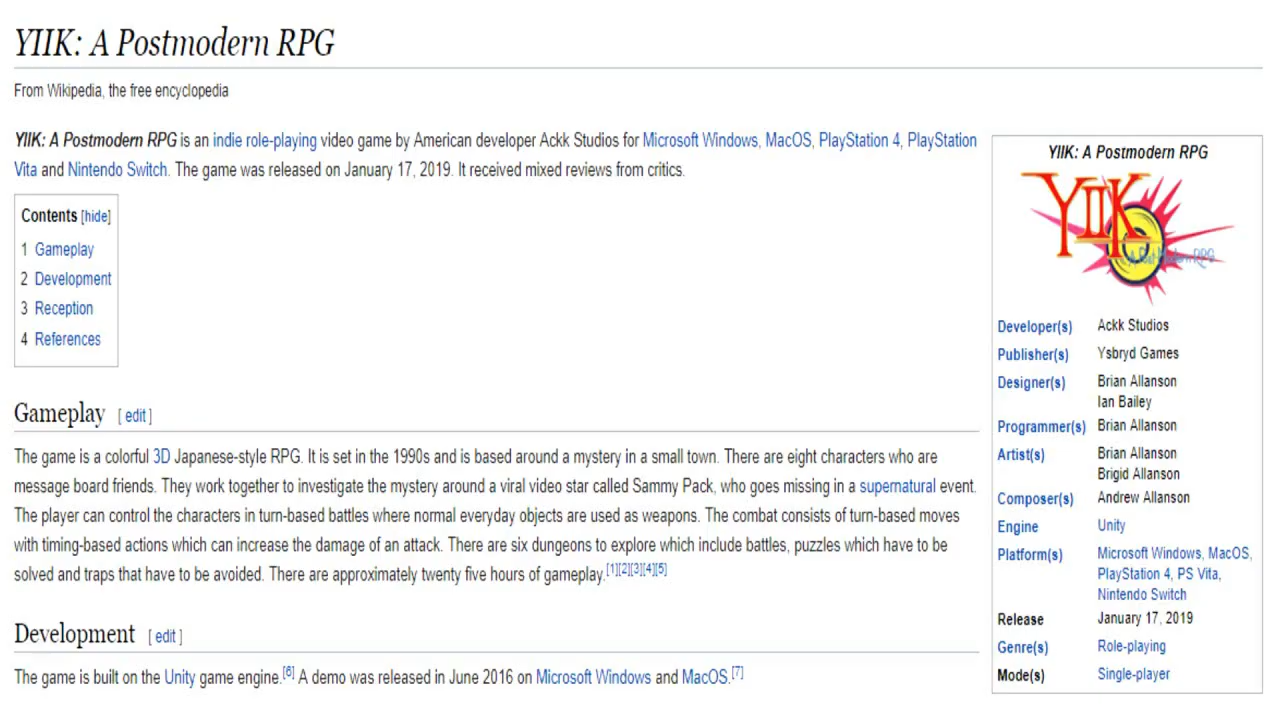 YIIK: A Postmodern RPG
From Wikipedia, the free encyclopedia
YIIK: A Postmodern RPG is an indie role-playing video game by American developer Ackk Studios for Microsoft Windows, MacOS, PlayStation 4, PlayStation
Vita and Nintendo Switch. The game was released on January 17, 2019. It received mixed reviews from critics.
Contents [hide]
1 Gameplay
2 Development
3 Reception
4 References
Gameplay [ edit ]
The game is a colorful 3D Japanese-style RPG. It is set in the 1990s and is based around a mystery in a small town. There are eight characters who are
message board friends. They work together to investigate the mystery around a viral video star called Sammy Pack, who goes missing in a supernatural event.
The player can control the characters in turn-based battles where normal everyday objects are used as weapons. The combat consists of turn-based moves
with timing-based actions which can increase the damage of an attack. There are six dungeons to explore which include battles, puzzles which have to be
solved and traps that have to be avoided. There are approximately twenty five hours of gameplay.[1][2][3][4][5]
Development [ edit ]
The game is built on the Unity game engine.[6] A demo was released in June 2016 on Microsoft Windows and MacOS.[7]
YIIK: A Postmodern RPG
YIIK
A Post-Modern RPG
Developer(s) Ackk Studios
Publisher(s) Ysbryd Games
Designer(s) Brian Allanson
Ian Bailey
Programmer(s) Brian Allanson
Artist(s) Brian Allanson
Brigid Allanson
Composer(s) Andrew Allanson
Engine Unity
Platform(s) Microsoft Windows, MacOS,
PlayStation 4, PS Vita,
Nintendo Switch
Release January 17, 2019
Genre(s) Role-playing
Mode(s) Single-player